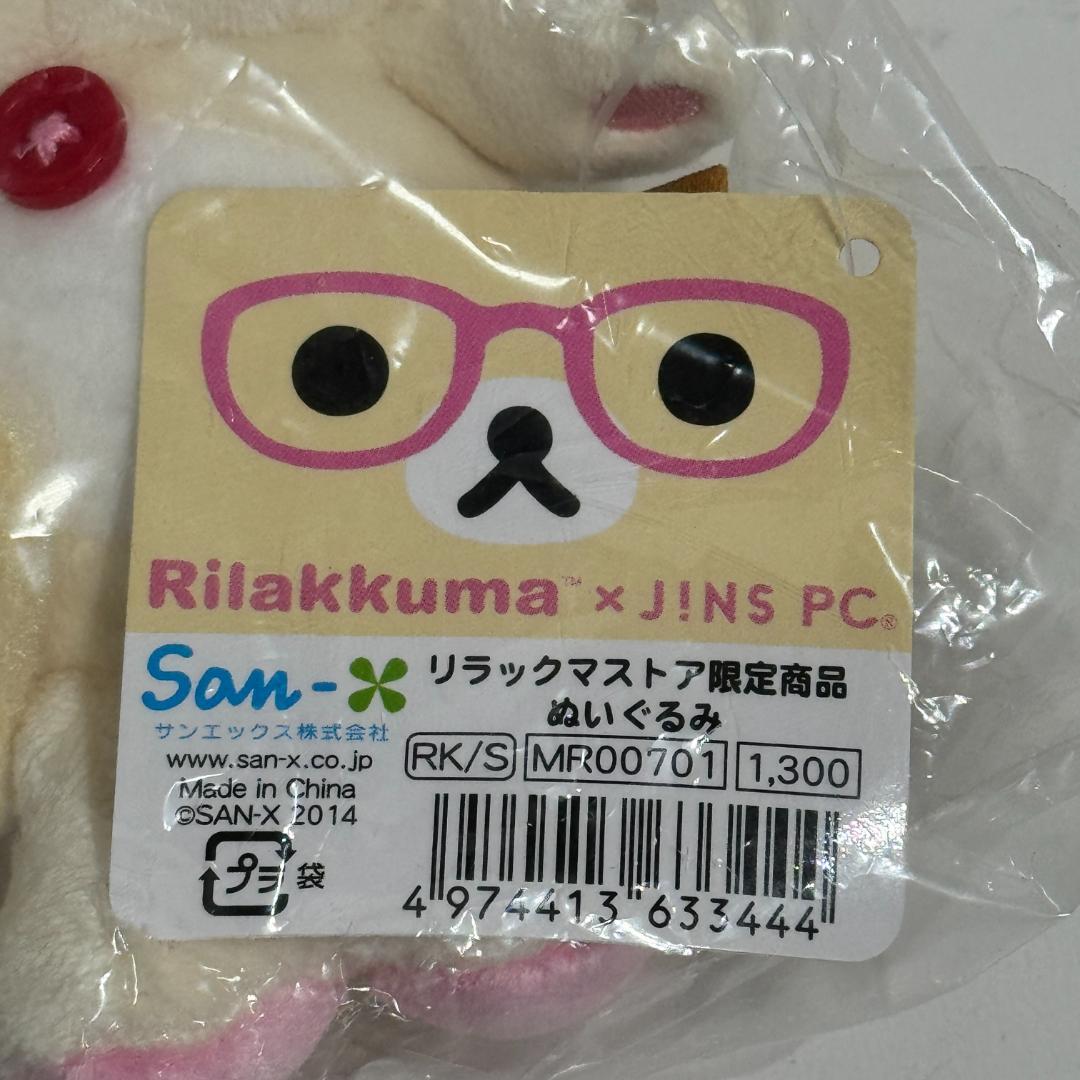 Rilakkuma™ × J!NS PC®
San-X
サンエックス株式会社
www.san-x.co.jp
Made in China
©SAN-X 2014
プラ 袋
リラックマストア限定商品
ぬいぐるみ
RK/S MR00701 1,300
4 974413 633444